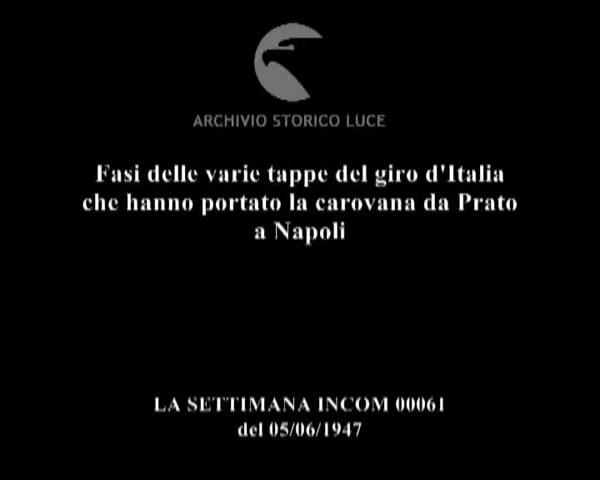 ARCHIVIO STORICO LUCE
Fasi delle varie tappe del giro d'Italia
che hanno portato la carovana da Prato
a Napoli
LA SETTIMANA INCOM 00061
del 05/06/1947